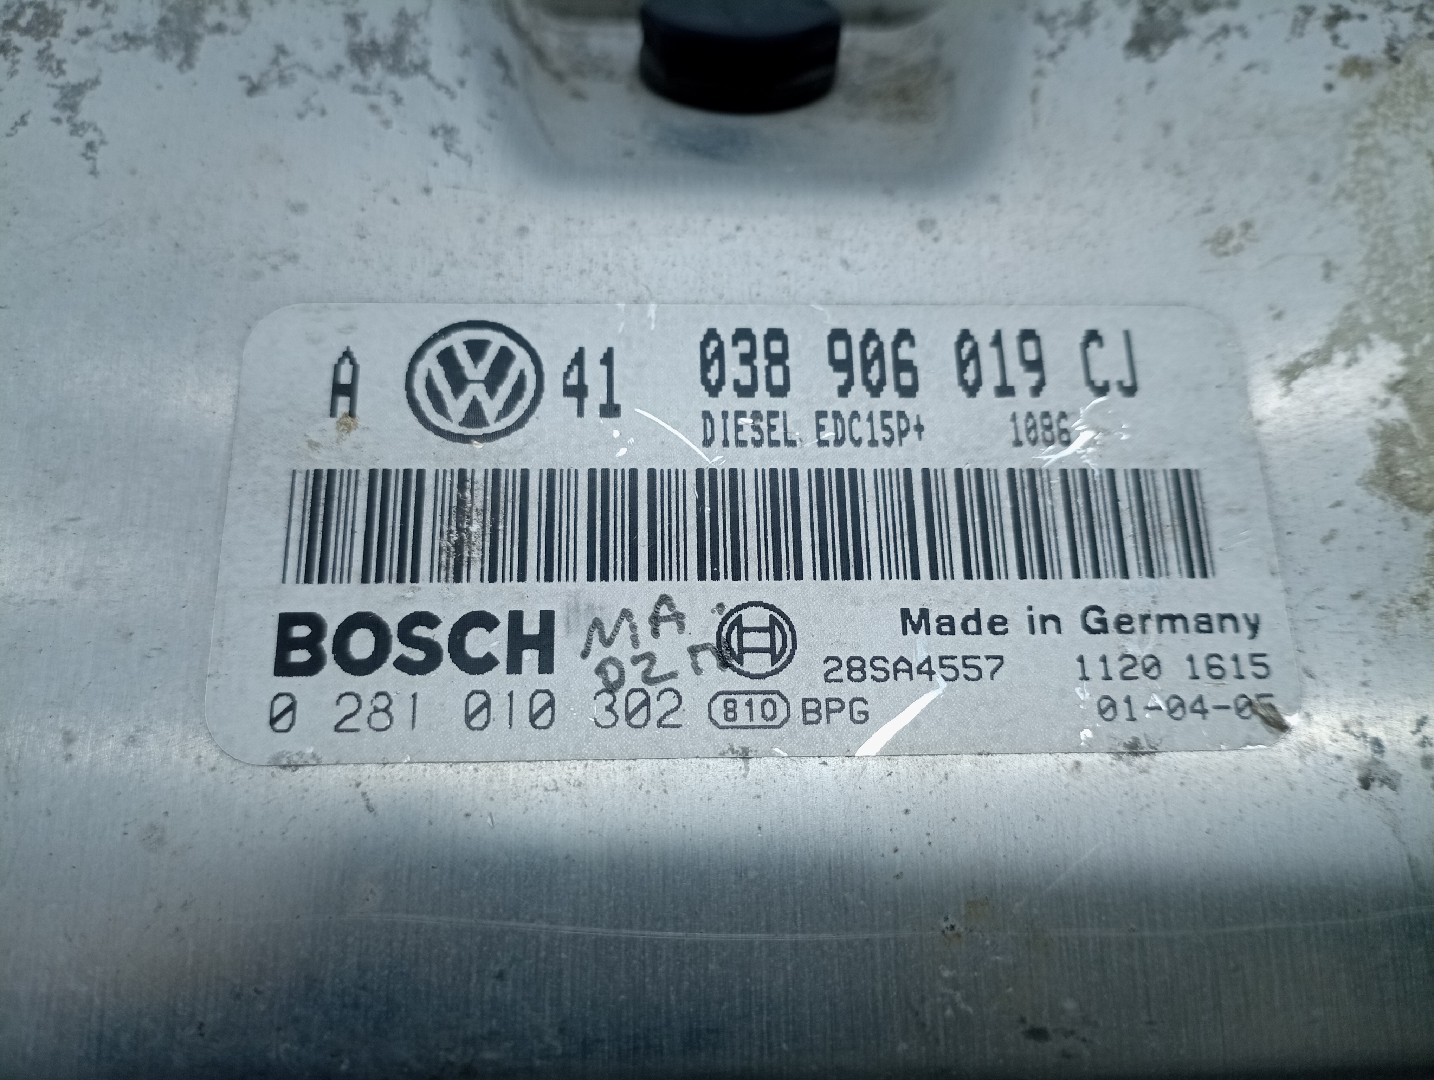 A VW 41 038 906 019 CJ
DIESEL EDC15P+ 1086
BOSCH MA Made in Germany
28SA4557 1120 1615
0 281 010 302 810 BPG 01-04-05